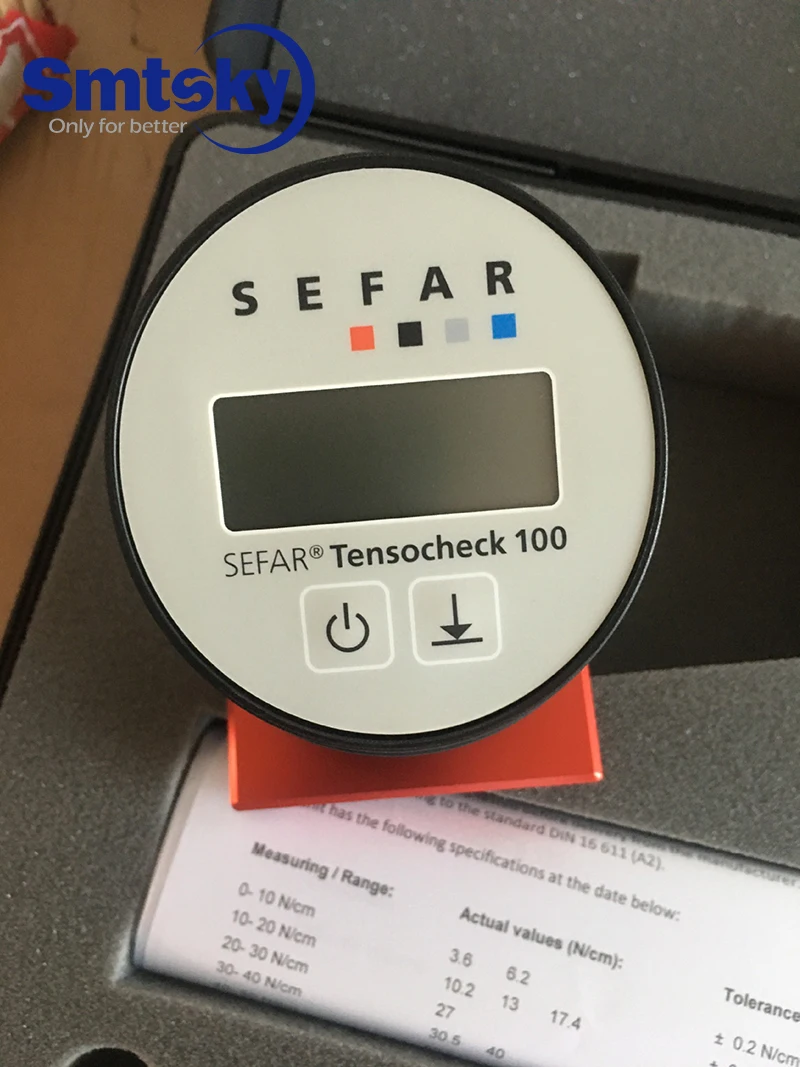 Smtsky
Only for better
S E F A R
SEFAR® Tensocheck 100
to the standard DIN 16 611 (A2).
has the following specifications at the date below:
Measuring / Range:
Actual values (N/cm):
Tolerance
0- 10 N/cm
3.6 6.2
± 0.2 N/cm
10- 20 N/cm
10.2 13 17.4
20- 30 N/cm
27
30- 40 N/cm
30.5 40